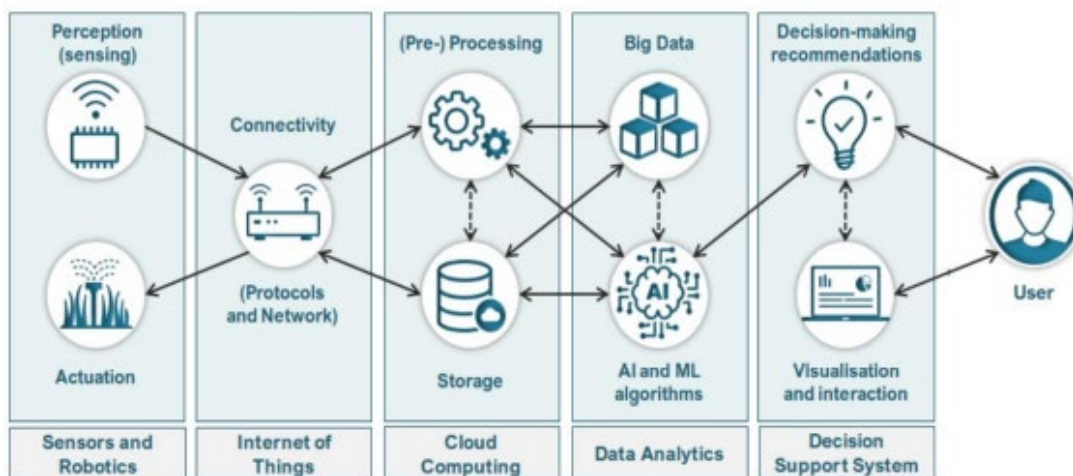 Perception
(sensing)
Actuation
Sensors and
Robotics
Connectivity
(Protocols
and Network)
Internet of
Things
(Pre-) Processing
Storage
Cloud
Computing
Big Data
AI
AI and ML
algorithms
Data Analytics
Decision-making
recommendations
Visualisation
and interaction
Decision
Support System
User